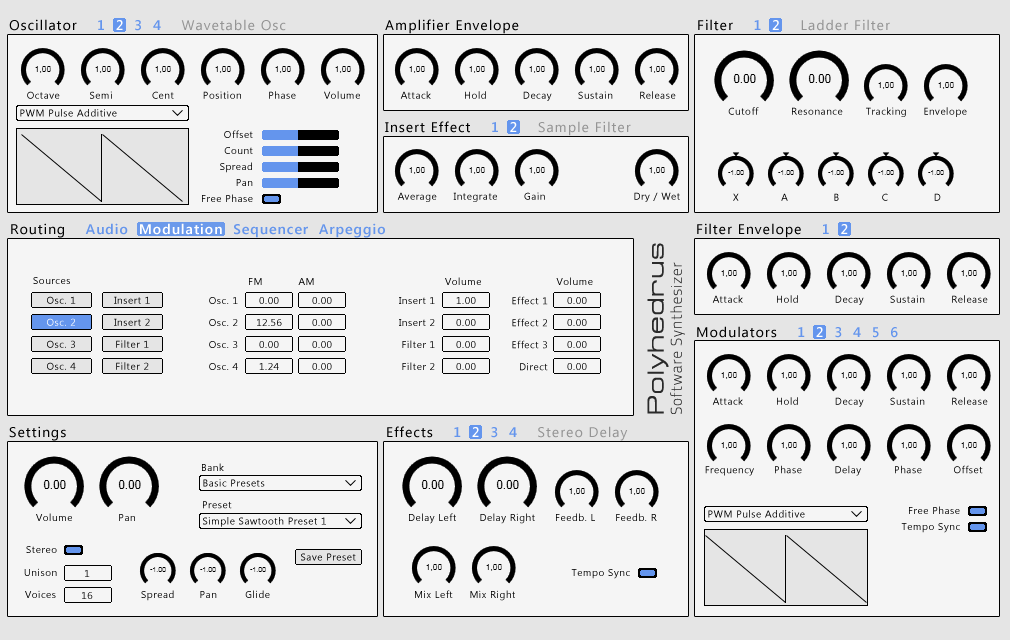 Oscillator 1 2 3 4 Wavetable Osc
1,00 1,00 1,00 1,00 1,00 1,00
Octave Semi Cent Position Phase Volume
PWM Pulse Additive
Offset
Count
Spread
Pan
Free Phase
Amplifier Envelope
1,00 1,00 1,00 1,00 1,00
Attack Hold Decay Sustain Release
Insert Effect 1 2 Sample Filter
1,00 1,00 1,00 1,00
Average Integrate Gain Dry / Wet
Filter 1 2 Ladder Filter
0.00 0.00 1,00 1,00
Cutoff Resonance Tracking Envelope
-1.00 -1.00 -1.00 -1.00 -1.00
X A B C D
Routing Audio Modulation Sequencer Arpeggio
Sources FM AM Volume Volume
Osc. 1 Insert 1 Osc. 1 0.00 0.00 Insert 1 1.00 Effect 1 0.00
Osc. 2 Insert 2 Osc. 2 12.56 0.00 Insert 2 0.00 Effect 2 0.00
Osc. 3 Filter 1 Osc. 3 0.00 0.00 Filter 1 0.00 Effect 3 0.00
Osc. 4 Filter 2 Osc. 4 1.24 0.00 Filter 2 0.00 Direct 0.00
Polyhedrus
Software Synthesizer
Filter Envelope 1 2
1,00 1,00 1,00 1,00 1,00
Attack Hold Decay Sustain Release
Modulators 1 2 3 4 5 6
1,00 1,00 1,00 1,00 1,00
Attack Hold Decay Sustain Release
1,00 1,00 1,00 1,00 1,00
Frequency Phase Delay Phase Offset
PWM Pulse Additive
Free Phase
Tempo Sync
Settings
0.00 0.00
Volume Pan
Bank
Basic Presets
Preset
Simple Sawtooth Preset 1
Save Preset
Stereo
Unison 1
Voices 16
-1.00 -1.00 -1.00
Spread Pan Glide
Effects 1 2 3 4 Stereo Delay
0.00 0.00 1,00 1,00
Delay Left Delay Right Feedb. L Feedb. R
1,00 1,00
Mix Left Mix Right
Tempo Sync